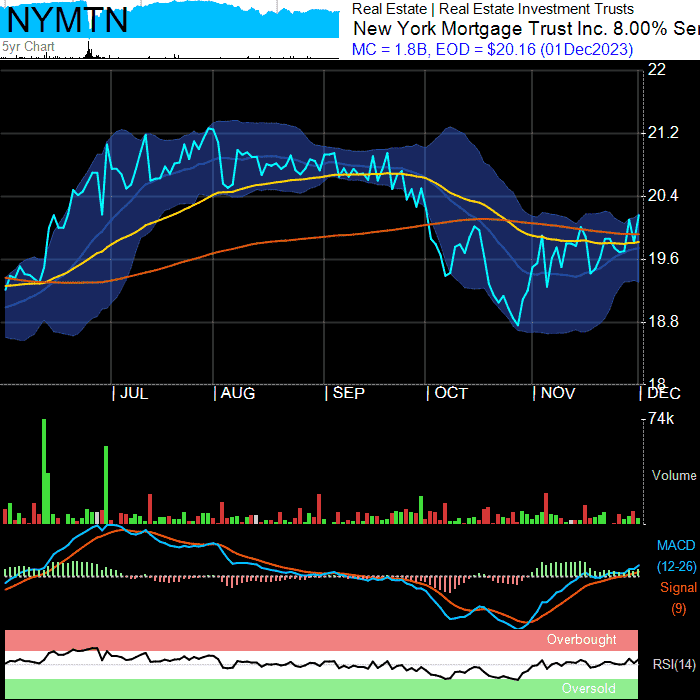 NYMTN
5yr Chart
Real Estate | Real Estate Investment Trusts
New York Mortgage Trust Inc. 8.00% Ser
MC = 1.8B, EOD = $20.16 (01Dec2023)
22
21.2
20.4
19.6
18.8
18
JUL AUG SEP OCT NOV DEC
74k
Volume
MACD
(12-26)
Signal
(9)
Overbought
RSI(14)
Oversold